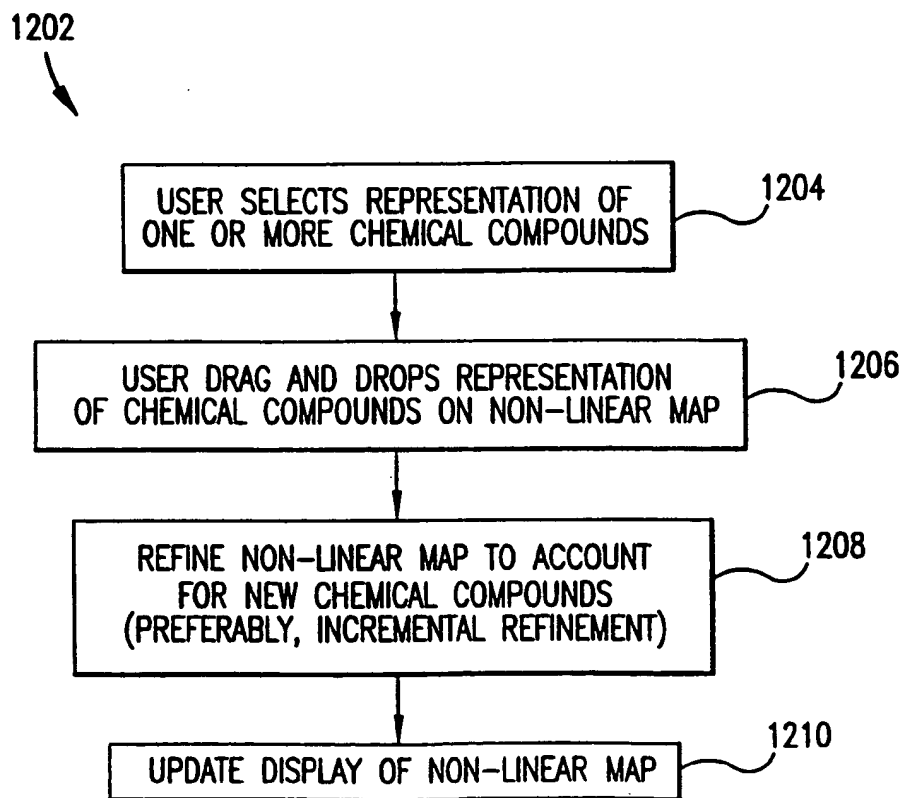 1202
USER SELECTS REPRESENTATION OF
ONE OR MORE CHEMICAL COMPOUNDS
1204
USER DRAG AND DROPS REPRESENTATION
OF CHEMICAL COMPOUNDS ON NON-LINEAR MAP
1206
REFINE NON-LINEAR MAP TO ACCOUNT
FOR NEW CHEMICAL COMPOUNDS
(PREFERABLY, INCREMENTAL REFINEMENT)
1208
UPDATE DISPLAY OF NON-LINEAR MAP
1210